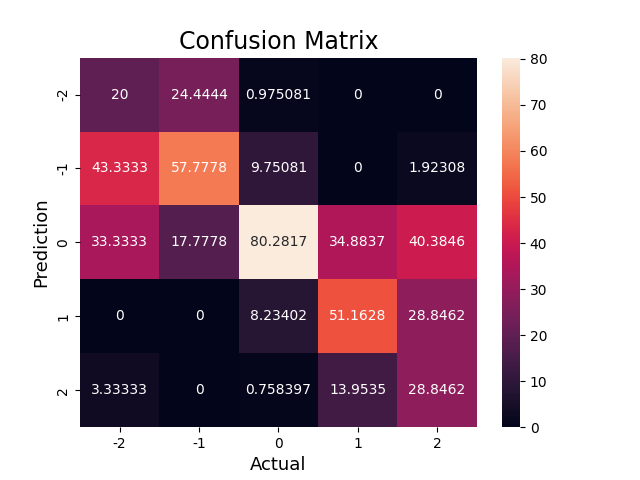 Confusion Matrix
Prediction
-2 20 24.4444 0.975081 0 0
-1 43.3333 57.7778 9.75081 0 1.92308
0 33.3333 17.7778 80.2817 34.8837 40.3846
1 0 0 8.23402 51.1628 28.8462
2 3.33333 0 0.758397 13.9535 28.8462
-2 -1 0 1 2
Actual
80
70
60
50
40
30
20
10
0